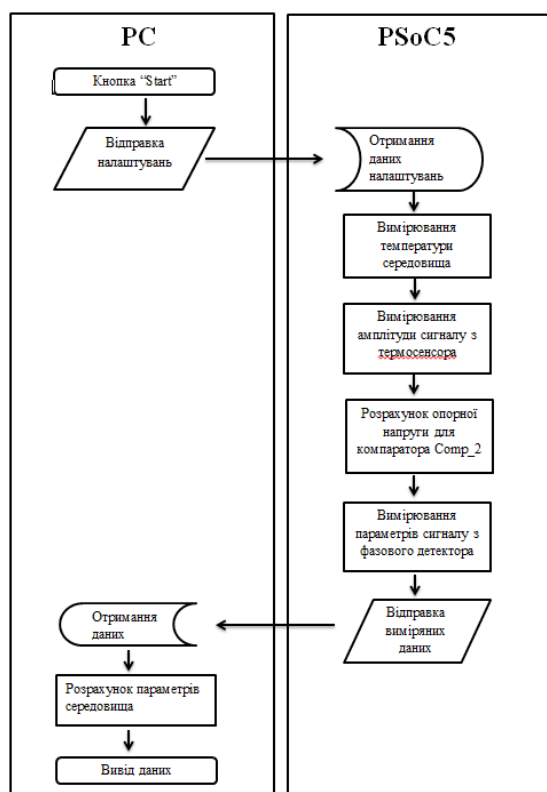 PC
Кнопка “Start”
Відправка
налаштувань
PSoC5
Отримання
даних
налаштувань
Вимірювання
температури
середовища
Вимірювання
амплітуди сигналу з
термосенсора
Розрахунок опорної
напруги для
компаратора Comp_2
Вимірювання
параметрів сигналу з
фазового детектора
Відправка
виміряних
даних
Отримання
даних
Розрахунок параметрів
середовища
Вивід даних